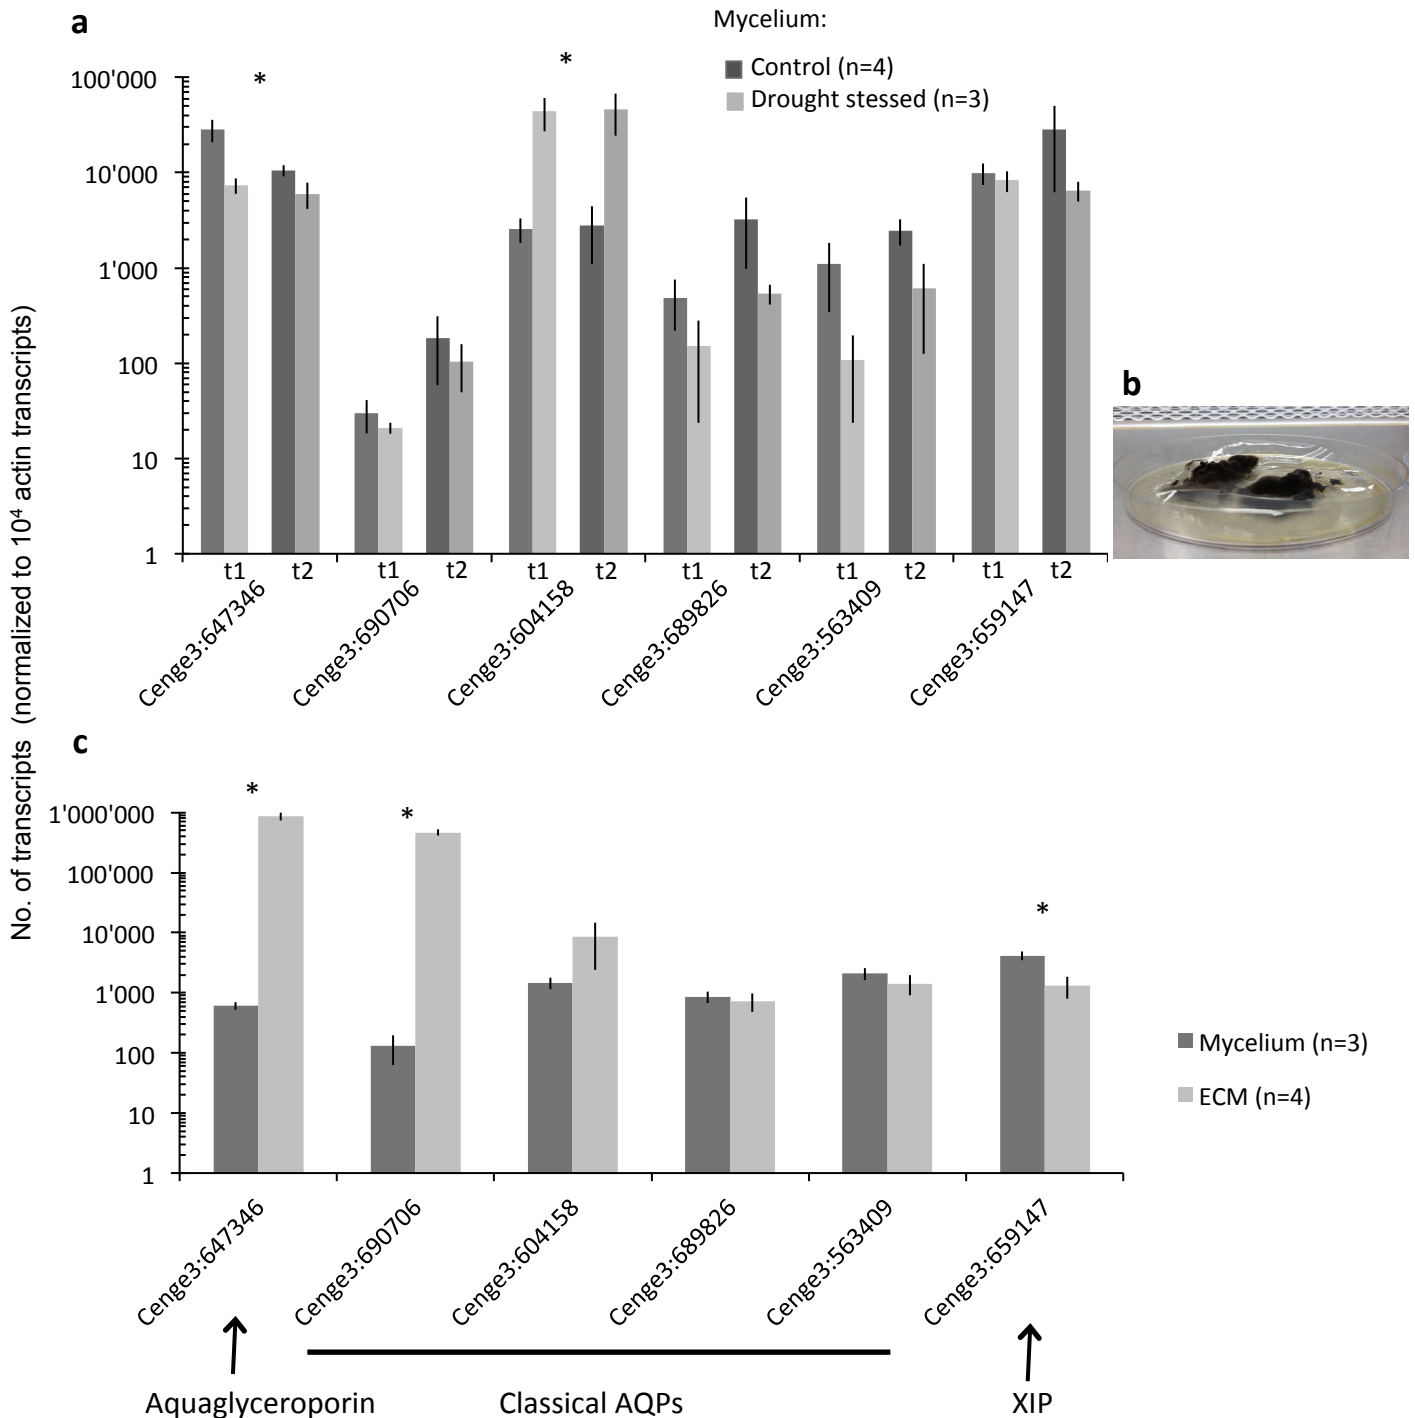 a
Mycelium:
Control (n=4)
Drought stressed (n=3)
*
*
100'000
10'000
1'000
100
10
1
t1 t2 t1 t2 t1 t2 t1 t2 t1 t2 t1 t2
Cenge3:647346
Cenge3:690706
Cenge3:604158
Cenge3:689826
Cenge3:563409
Cenge3:659147
b
No. of transcripts (normalized to 10⁴ actin transcripts)
c
*
*
*
1'000'000
100'000
10'000
1'000
100
10
1
Mycelium (n=3)
ECM (n=4)
Cenge3:647346
Cenge3:690706
Cenge3:604158
Cenge3:689826
Cenge3:563409
Cenge3:659147
Aquaglyceroporin
Classical AQPs
XIP